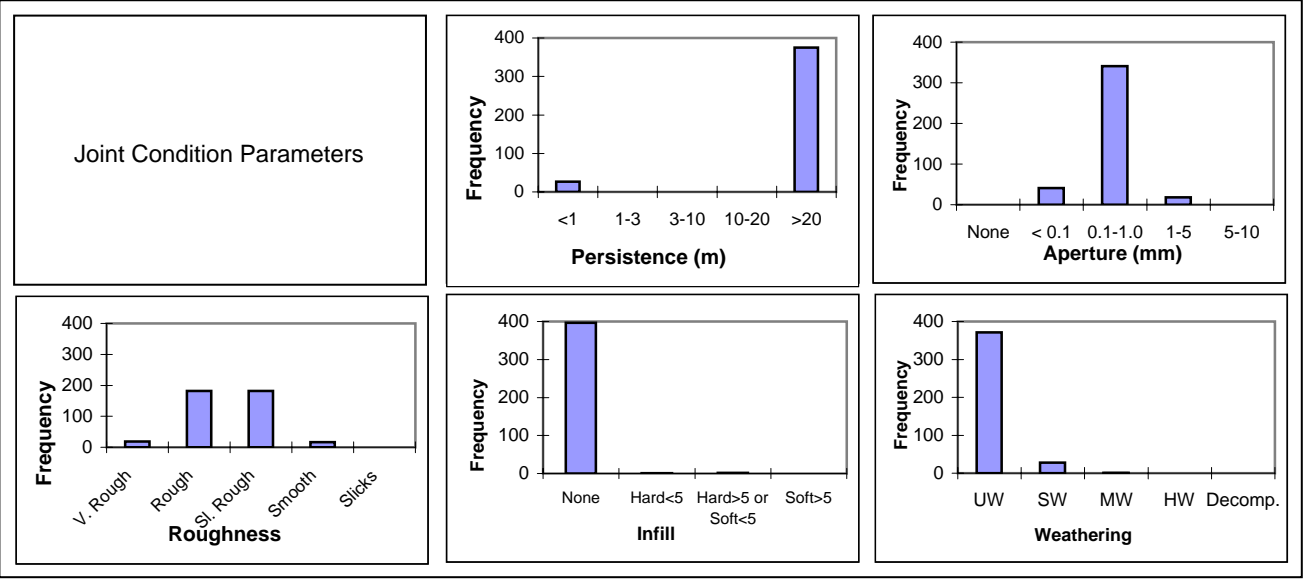 Joint Condition Parameters
400
300
200
100
0
Frequency
<1 1-3 3-10 10-20 >20
Persistence (m)
400
300
200
100
0
Frequency
None < 0.1 0.1-1.0 1-5 5-10
Aperture (mm)
400
300
200
100
0
Frequency
V. Rough Rough Sl. Rough Smooth Slicks
Roughness
400
300
200
100
0
Frequency
None Hard<5 Hard>5 or Soft>5
Soft<5
Infill
400
300
200
100
0
Frequency
UW SW MW HW Decomp.
Weathering